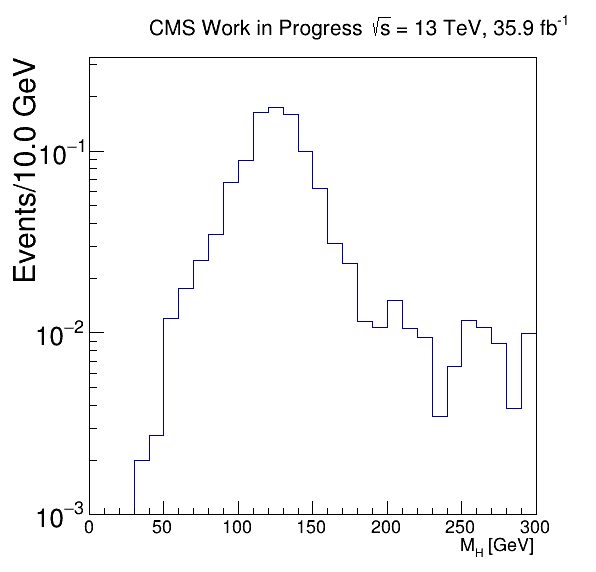 CMS Work in Progress √s = 13 TeV, 35.9 fb⁻¹
Events/10.0 GeV
10⁻¹
10⁻²
10⁻³
0 50 100 150 200 250 300
M_H [GeV]